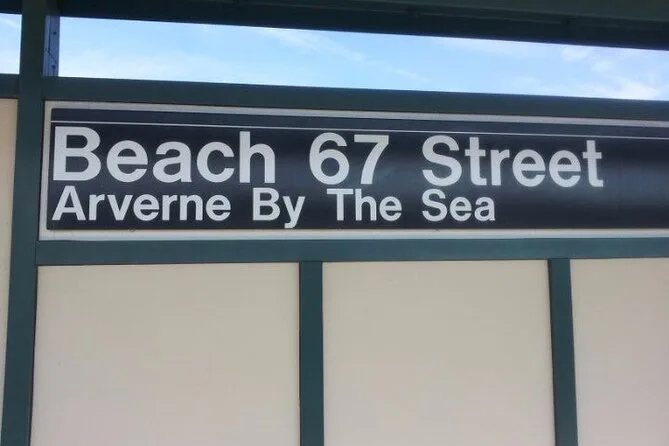 Beach 67 Street
Arverne By The Sea